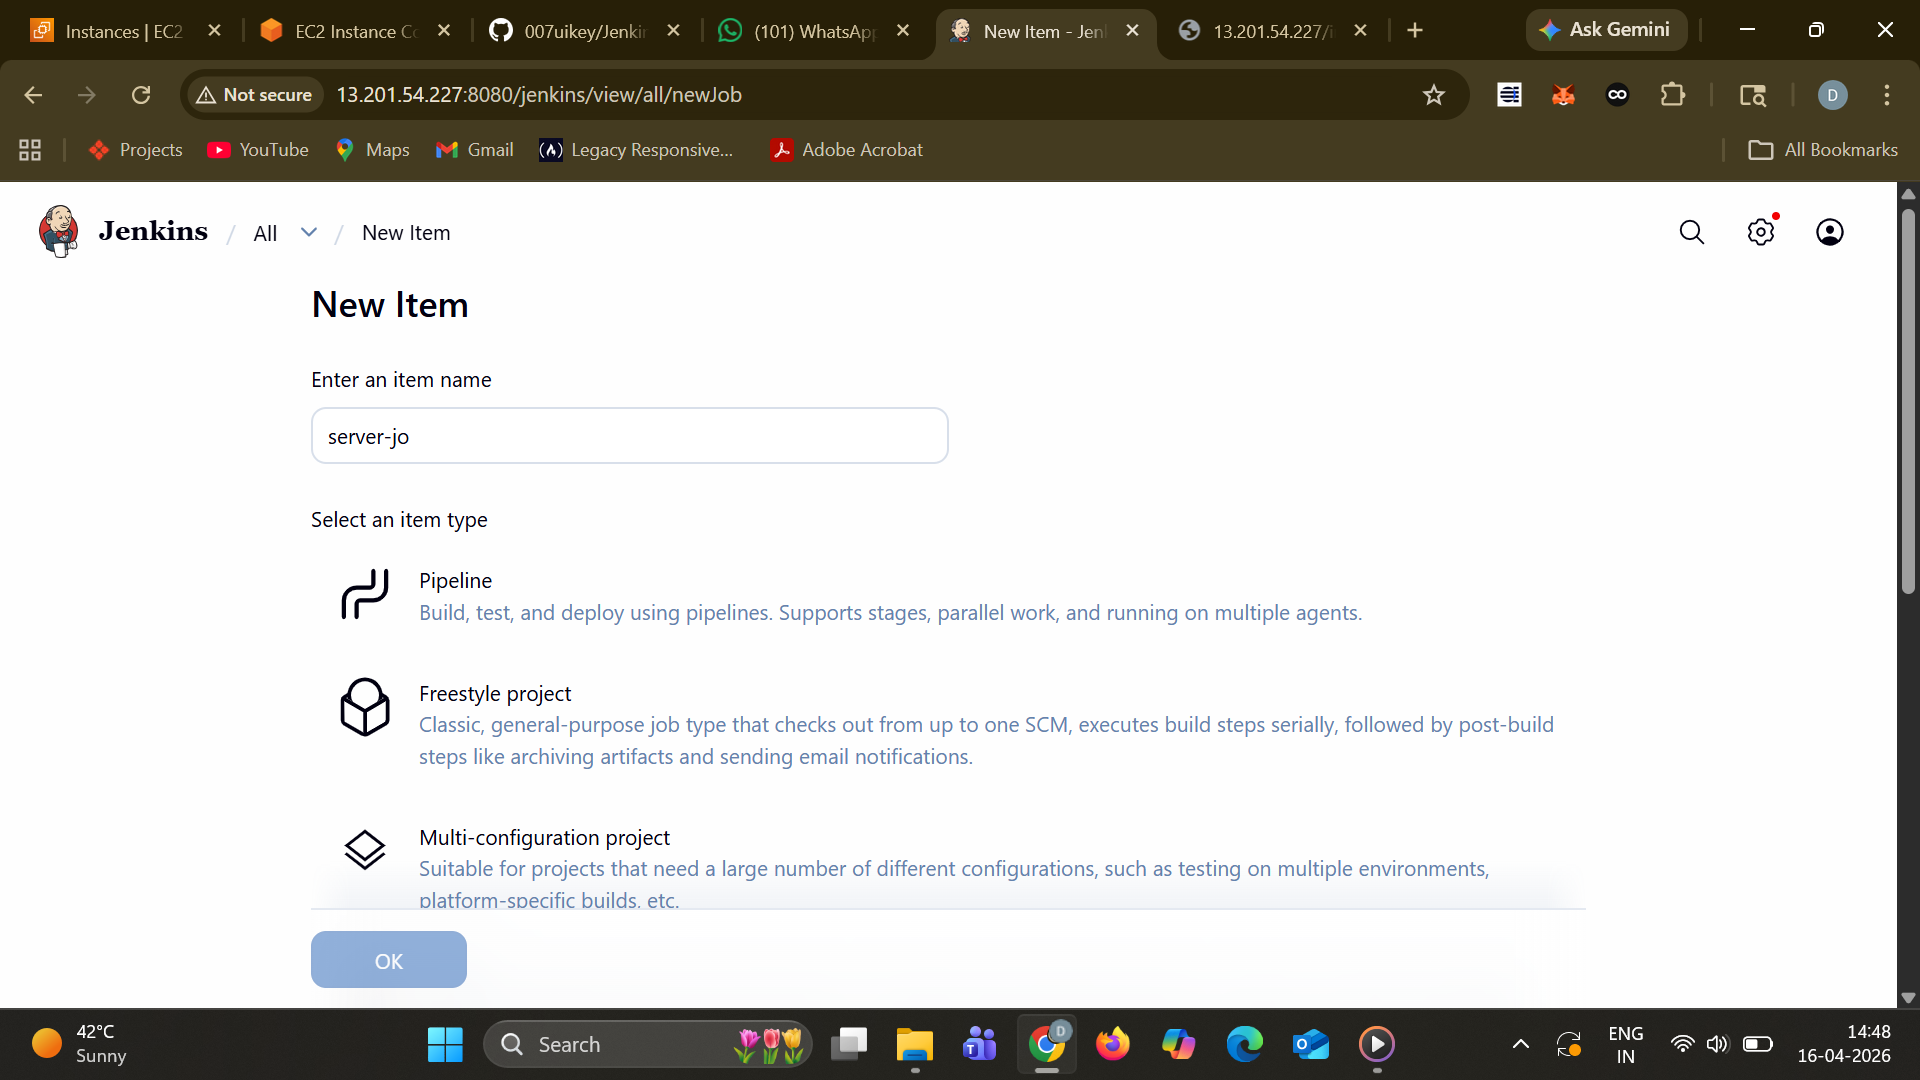 Instances | EC2
EC2 Instance Co
007uikey/Jenkin
(101) WhatsApp
New Item - Jenk
13.201.54.227/i
Ask Gemini
Not secure
13.201.54.227:8080/jenkins/view/all/newJob
D
Projects
YouTube
Maps
Gmail
Legacy Responsive...
Adobe Acrobat
All Bookmarks
Jenkins / All / New Item
New Item
Enter an item name
server-jo
Select an item type
Pipeline
Build, test, and deploy using pipelines. Supports stages, parallel work, and running on multiple agents.
Freestyle project
Classic, general-purpose job type that checks out from up to one SCM, executes build steps serially, followed by post-build
steps like archiving artifacts and sending email notifications.
Multi-configuration project
Suitable for projects that need a large number of different configurations, such as testing on multiple environments,
platform-specific builds, etc.
OK
42°C
Sunny
Search
D
ENG
IN
14:48
16-04-2026